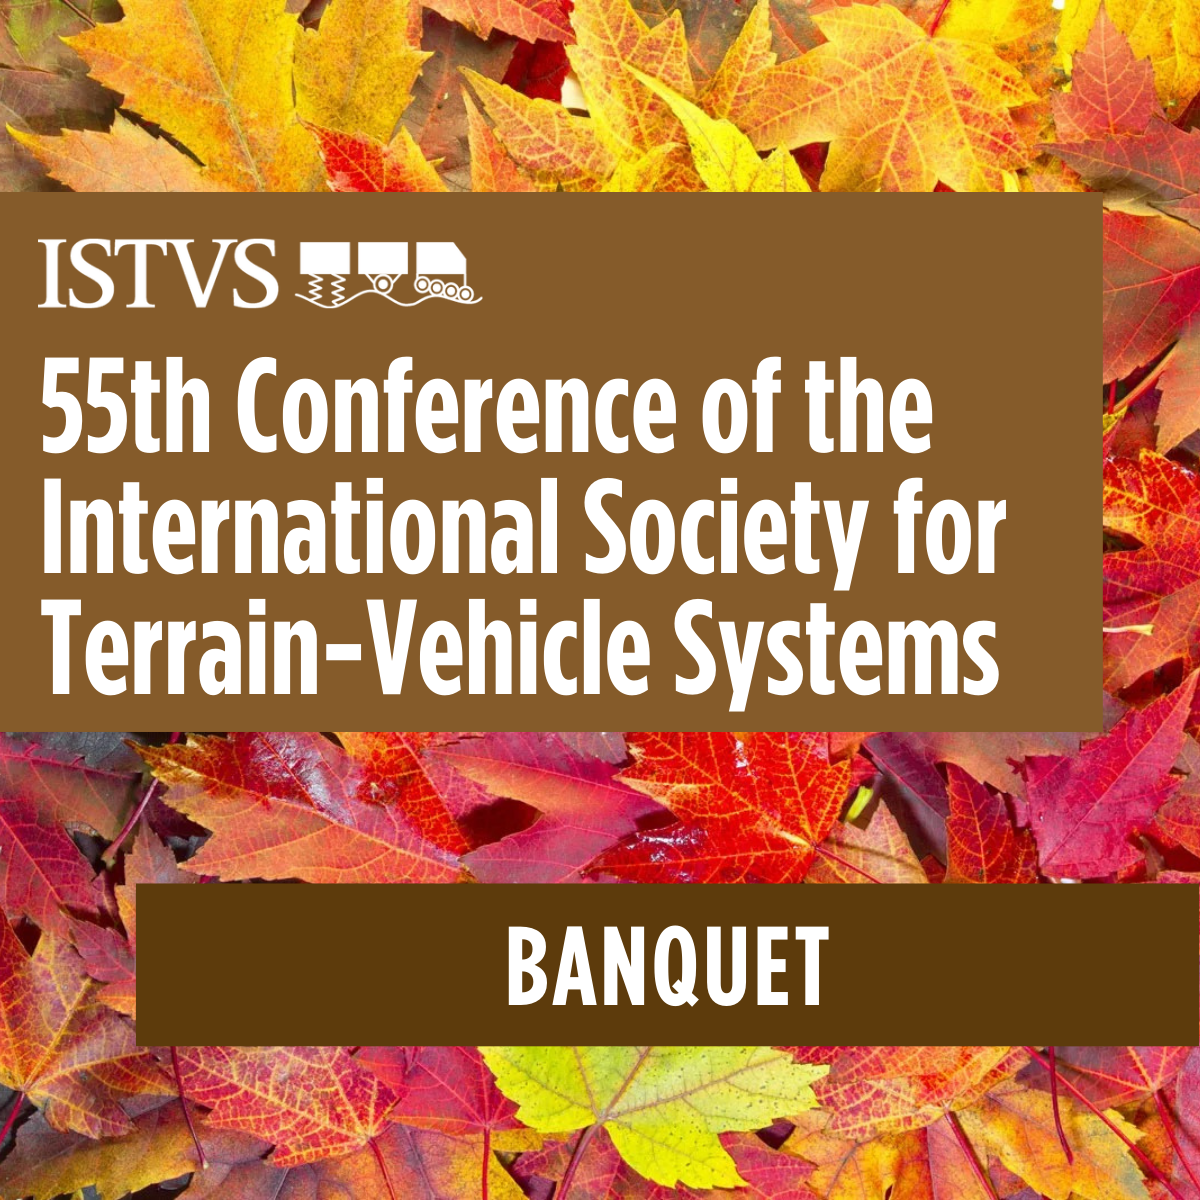 ISTVS
55th Conference of the
International Society for
Terrain-Vehicle Systems
BANQUET